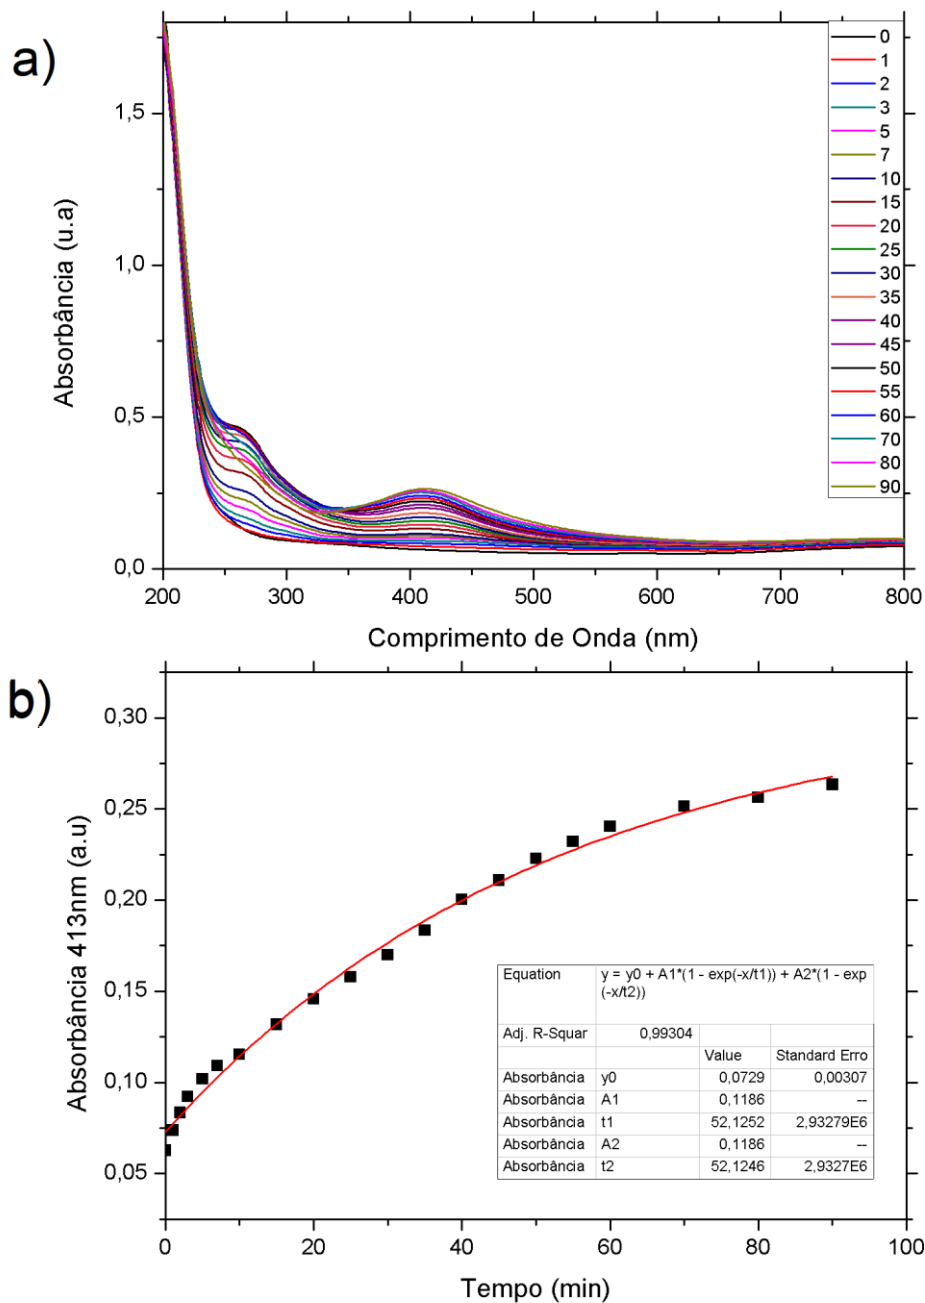 a)
Absorbância (u.a)
1,5
1,0
0,5
0,0
200 300 400 500 600 700 800
Comprimento de Onda (nm)
0
1
2
3
5
7
10
15
20
25
30
35
40
45
50
55
60
70
80
90
b)
Absorbância 413nm (a.u)
0,30
0,25
0,20
0,15
0,10
0,05
0 20 40 60 80 100
Tempo (min)
Equation y = y0 + A1*(1 - exp(-x/t1)) + A2*(1 - exp
(-x/t2))
Adj. R-Squar 0,99304
Value Standard Erro
Absorbância y0 0,0729 0,00307
Absorbância A1 0,1186 --
Absorbância t1 52,1252 2,93279E6
Absorbância A2 0,1186 --
Absorbância t2 52,1246 2,9327E6